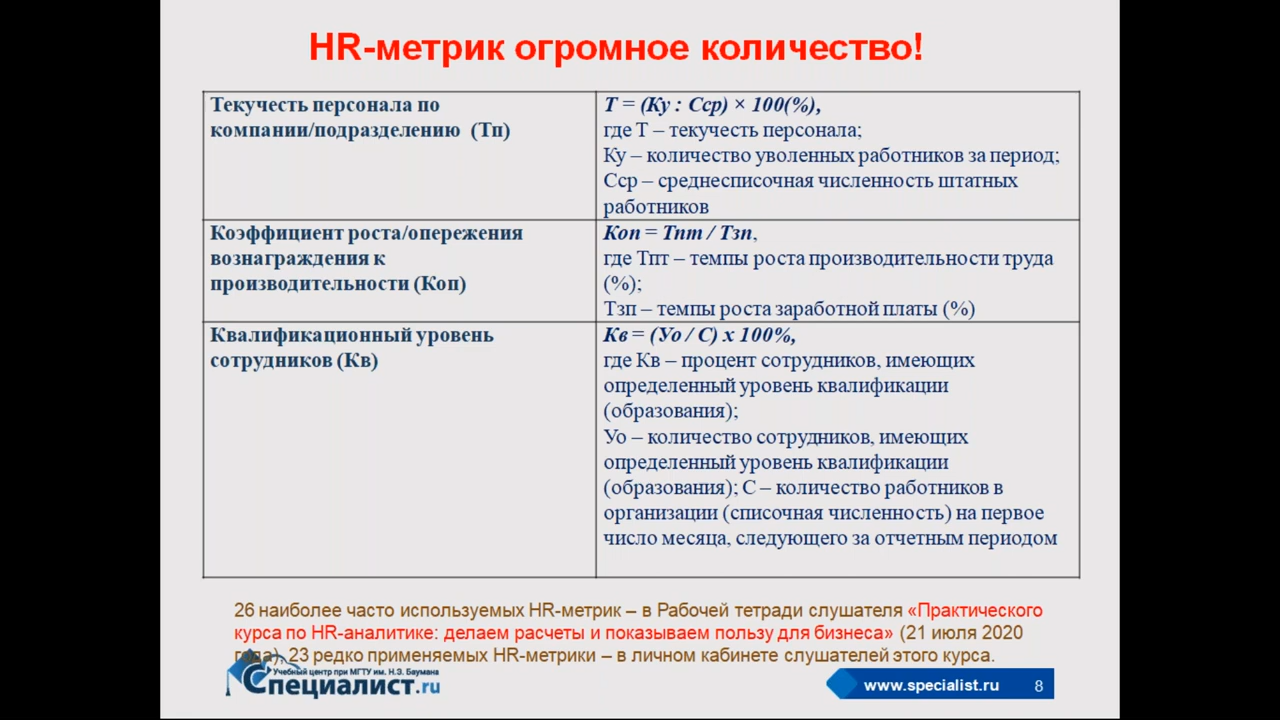 HR-метрик огромное количество!
Текучесть персонала по
компании/подразделению (Тп)
Т = (Ку : Сср) × 100(%),
где Т – текучесть персонала;
Ку – количество уволенных работников за период;
Сср – среднесписочная численность штатных
работников
Коэффициент роста/опережения
вознаграждения к
производительности (Коп)
Коп = Тпт / Тзп,
где Тпт – темпы роста производительности труда
(%);
Тзп – темпы роста заработной платы (%)
Квалификационный уровень
сотрудников (Кв)
Кв = (Уо / С) х 100%,
где Кв – процент сотрудников, имеющих
определенный уровень квалификации
(образования);
Уо – количество сотрудников, имеющих
определенный уровень квалификации
(образования); С – количество работников в
организации (списочная численность) на первое
число месяца, следующего за отчетным периодом
26 наиболее часто используемых HR-метрик – в Рабочей тетради слушателя «Практического
курса по HR-аналитике: делаем расчеты и показываем пользу для бизнеса» (21 июля 2020
года), 23 редко применяемых HR-метрики – в личном кабинете слушателей этого курса.
Учебный центр при МГТУ им. Н.Э. Баумана
Специалист.ru
www.specialist.ru 8